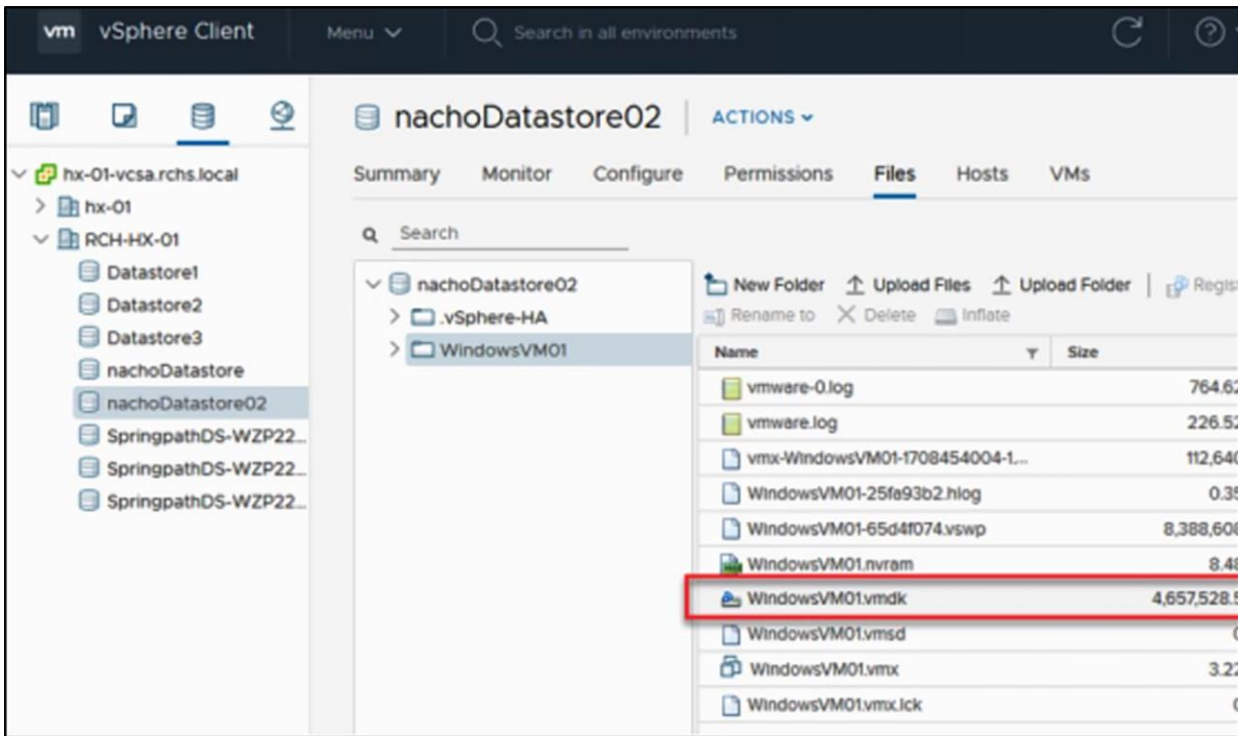 vm vSphere Client Menu Search in all environments
nachoDatastore02 ACTIONS
hx-01-vcsa.rchs.local
hx-01
RCH-HX-01
Datastore1
Datastore2
Datastore3
nachoDatastore
nachoDatastore02
SpringpathDS-WZP22...
SpringpathDS-WZP22...
SpringpathDS-WZP22...
Summary Monitor Configure Permissions Files Hosts VMs
Search
nachoDatastore02
.vSphere-HA
WindowsVM01
New Folder Upload Files Upload Folder Regis
Rename to Delete Inflate
Name Size
vmware-0.log 764.62
vmware.log 226.52
vmx-WindowsVM01-1708454004-1.... 112,640
WindowsVM01-25fa93b2.hlog 0.35
WindowsVM01-65d4f074.vswp 8,388,608
WindowsVM01.nvram 8.48
WindowsVM01.vmdk 4,657,528.5
WindowsVM01.vmsd 0
WindowsVM01.vmx 3.22
WindowsVM01.vmx.lck 0